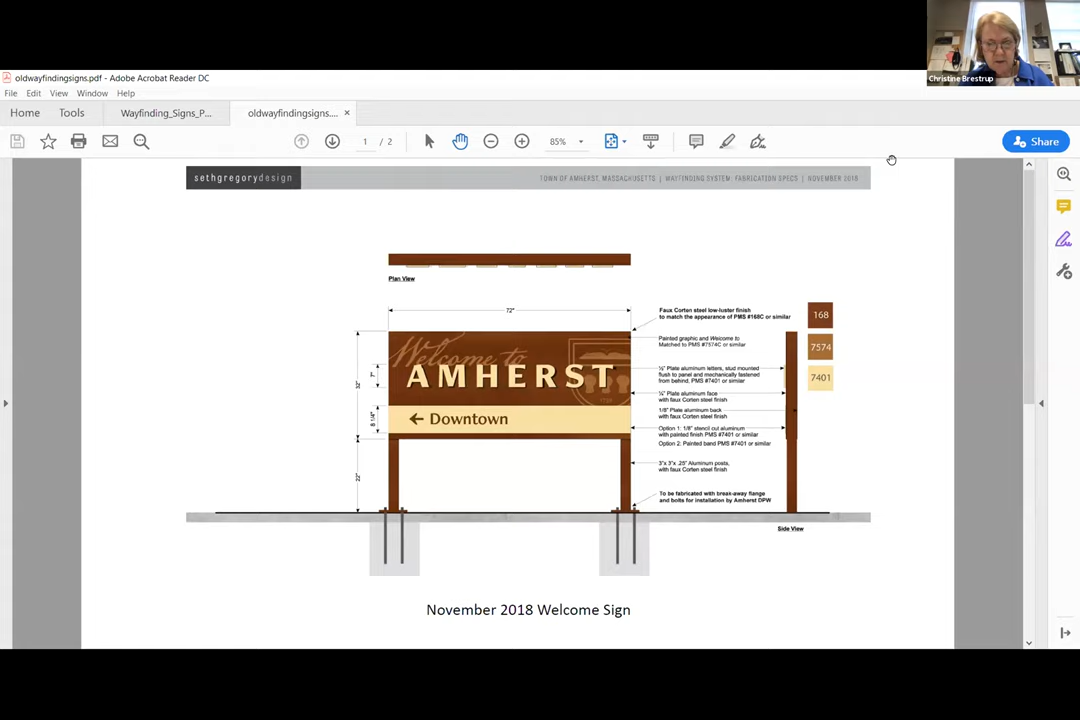 Christine Brestrup
oldwayfindingsigns.pdf - Adobe Acrobat Reader DC
File Edit View Window Help
Home Tools Wayfinding_Signs_P... oldwayfindingsigns.... ×
1 / 2 85% Share
sethgregorydesign TOWN OF AMHERST, MASSACHUSETTS | WAYFINDING SYSTEM: FABRICATION SPECS | NOVEMBER 2018
Plan View
72"
Faux Corten steel low-luster finish
to match the appearance of PMS #168C or similar
168
Painted graphic and Welcome to
Matched to PMS #7574C or similar
7574
Welcome to
AMHERST
32"
7"
½" Plate aluminum letters, stud mounted
flush to panel and mechanically fastened
from behind. PMS #7401 or similar
7401
Plate aluminum face
with faux Corten steel finish
1/8" Plate aluminum back
with faux Corten steel finish
8 1/4"
← Downtown
Option 1: 1/8" stencil cut aluminum
with painted finish PMS #7401 or similar
Option 2: Painted band PMS #7401 or similar
3"x 3"x .25" Aluminum posts,
with faux Corten steel finish
22"
To be fabricated with break-away flange
and bolts for installation by Amherst DPW
Side View
November 2018 Welcome Sign